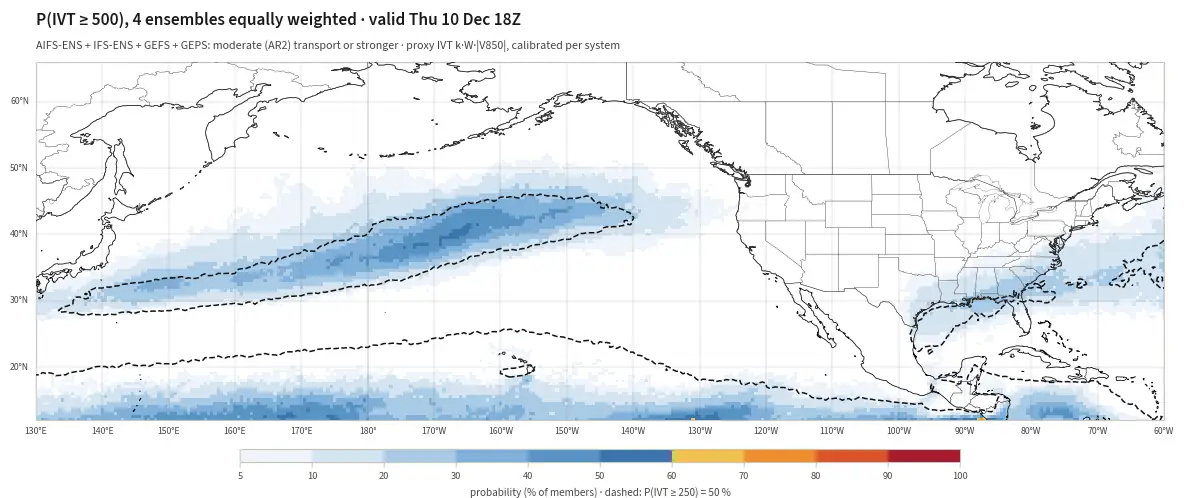 P(IVT ≥ 500), 4 ensembles equally weighted · valid Thu 10 Dec 18Z
AIFS-ENS + IFS-ENS + GEFS + GEPS: moderate (AR2) transport or stronger · proxy IVT k·W·|V850|, calibrated per system
60°N
50°N
40°N
30°N
20°N
130°E 140°E 150°E 160°E 170°E 180° 170°W 160°W 150°W 140°W 130°W 120°W 110°W 100°W 90°W 80°W 70°W 60°W
5 10 20 30 40 50 60 70 80 90 100
probability (% of members) · dashed: P(IVT ≥ 250) = 50 %